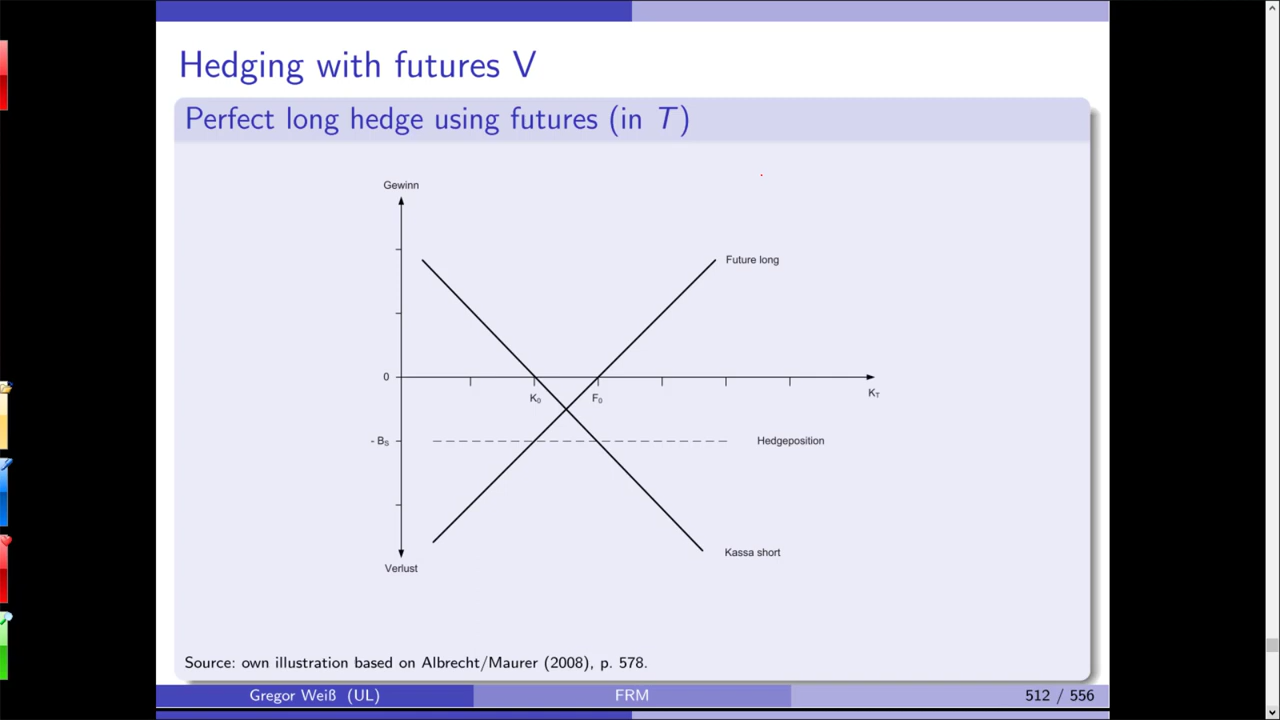 Hedging with futures V
Perfect long hedge using futures (in T)
Gewinn
Future long
0
K₀
F₀
K_T
- B_S
Hedgeposition
Kassa short
Verlust
Source: own illustration based on Albrecht/Maurer (2008), p. 578.
Gregor Weiß (UL)
FRM
512 / 556